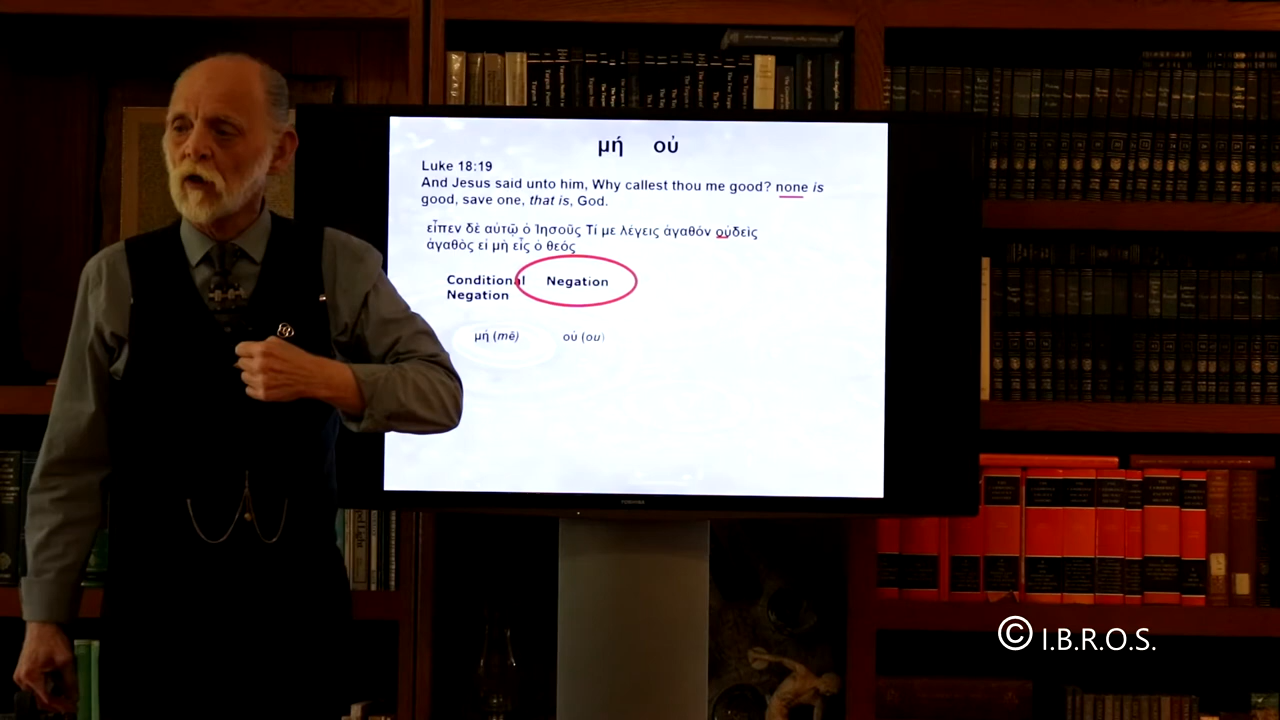 μή οὐ
Luke 18:19
And Jesus said unto him, Why callest thou me good? none is
good, save one, that is, God.
εἶπεν δὲ αὐτῷ ὁ Ἰησοῦς Τί με λέγεις ἀγαθόν οὐδεὶς
ἀγαθὸς εἰ μὴ εἷς ὁ θεός
Conditional Negation
Negation
μή (mē) οὐ (ou)
TOSHIBA
© I.B.R.O.S.